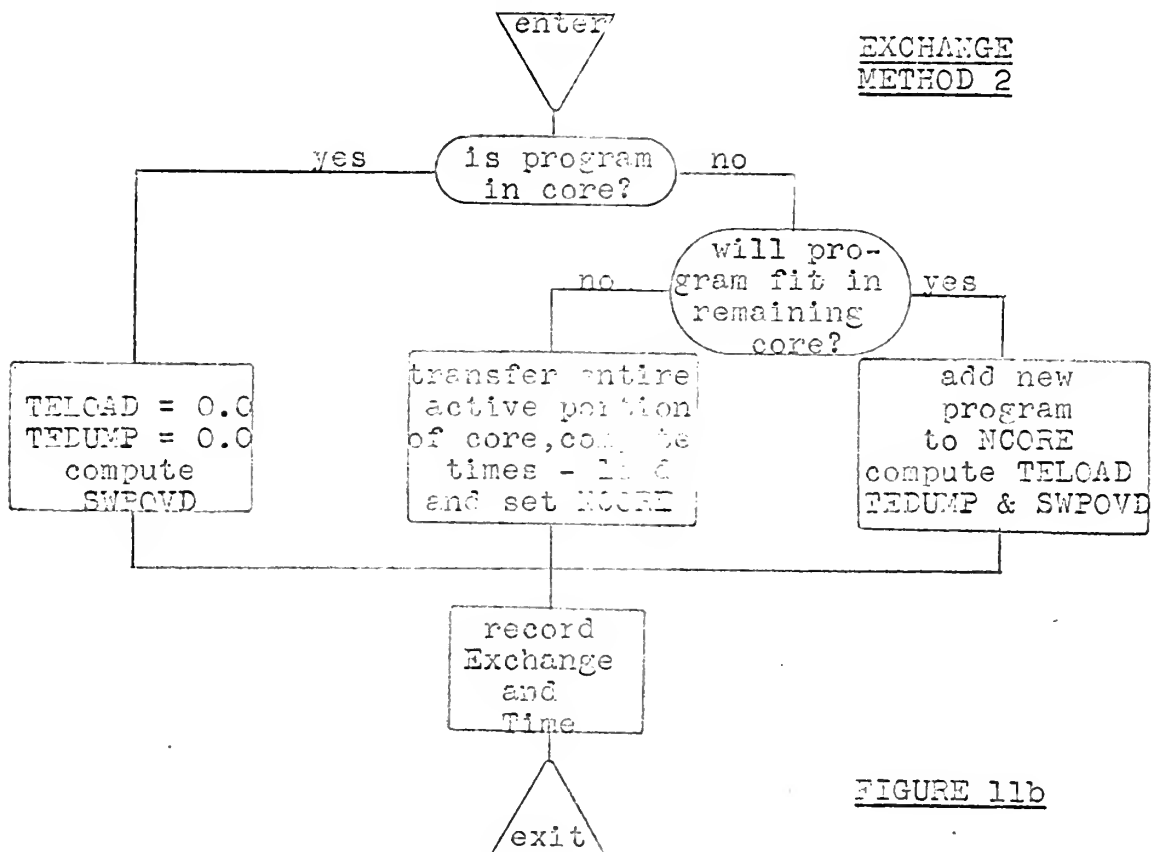 enter
EXCHANGE
METHOD 2
yes
is program
in core?
no
will pro-
gram fit in
remaining
core?
no
yes
TELOAD = 0.0
TEDUMP = 0.0
compute
SWPOVD
transfer entire
active portion
of core, compute
times -
and set NCORE
add new
program
to NCORE
compute TELOAD
TEDUMP & SWPOVD
record
Exchange
and
Time
exit
FIGURE 11b